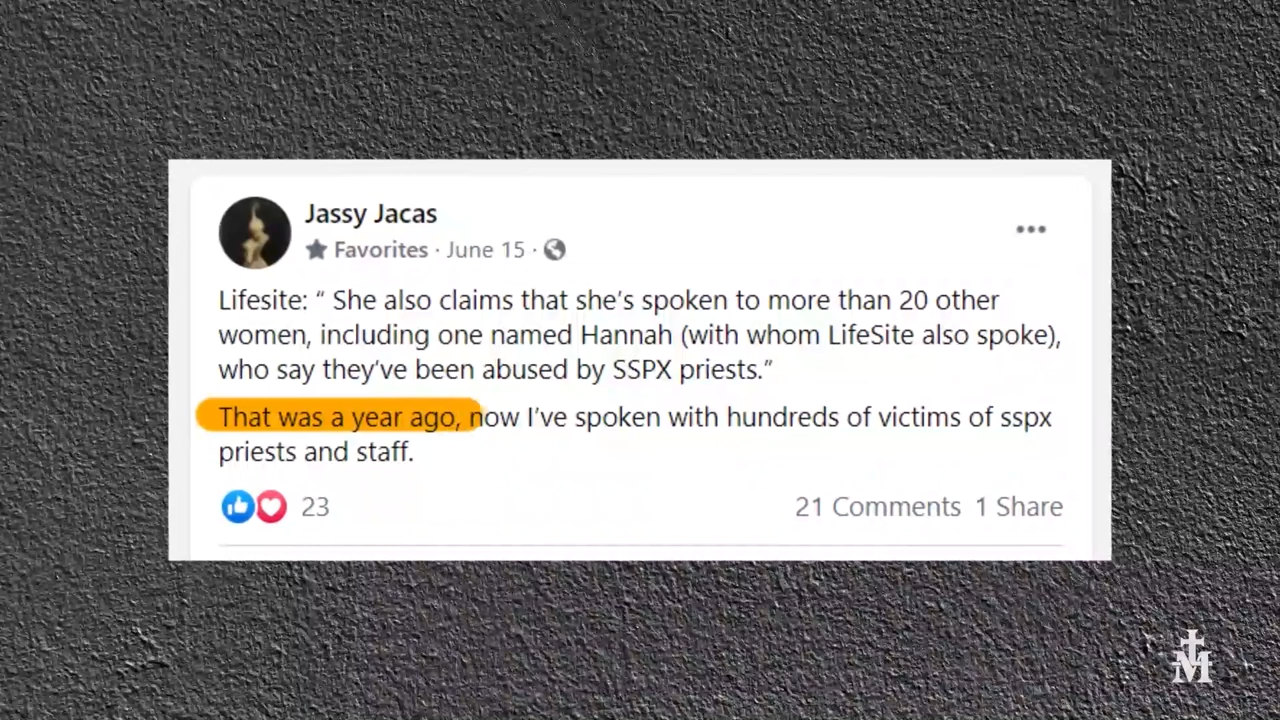 Jassy Jacas
Favorites · June 15 ·
Lifesite: “ She also claims that she’s spoken to more than 20 other
women, including one named Hannah (with whom LifeSite also spoke),
who say they’ve been abused by SSPX priests.”
That was a year ago, now I’ve spoken with hundreds of victims of sspx
priests and staff.
23
21 Comments 1 Share
M